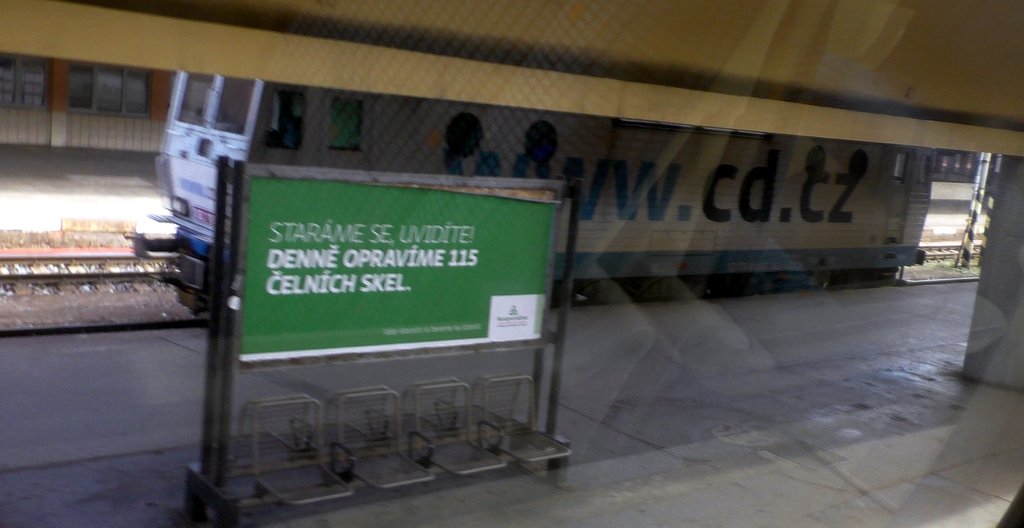 STARÁME SE, UVIDÍTE!
DENNĚ OPRAVÍME 115
ČELNÍCH SKEL.
www.cd.cz